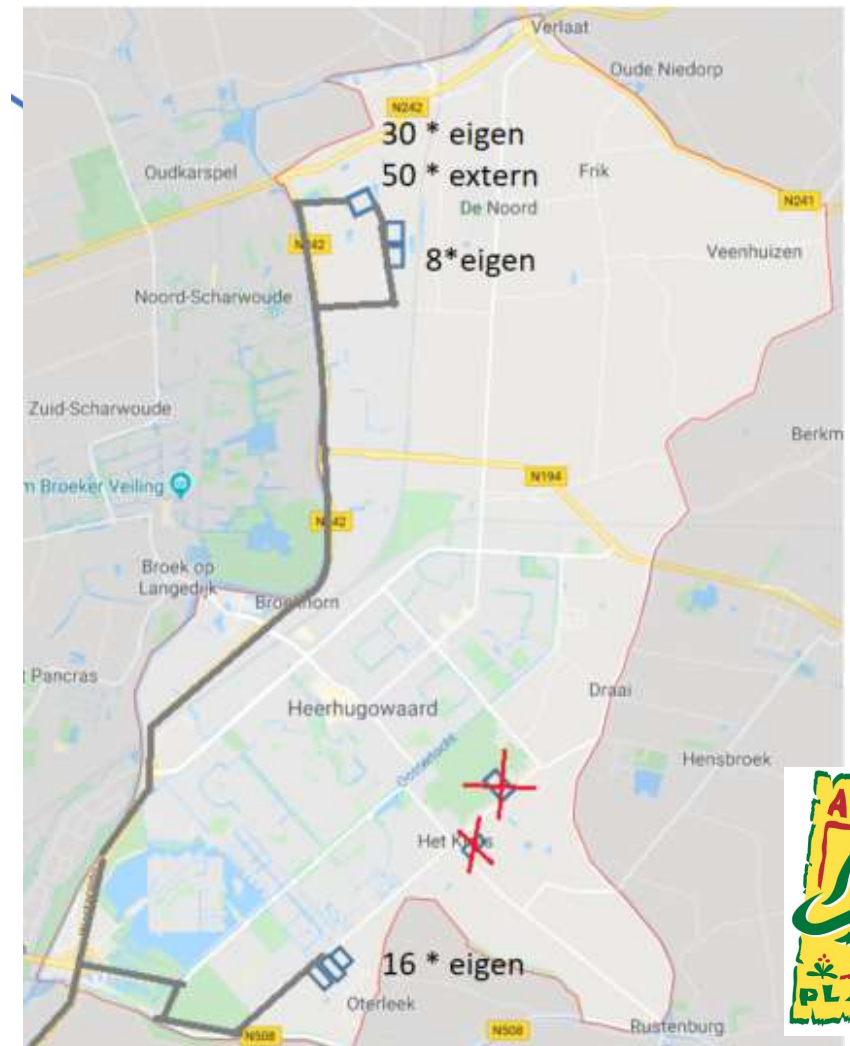 Verlaat
Oude Niedorp
N242
30 * eigen
Oudkarspel
50 * extern
Frik
De Noord
N241
N242
Veenhuizen
8*eigen
Noord-Scharwoude
Zuid-Scharwoude
Berkm
N194
m Broeker Veiling
N242
Broek op
Langedijk
Broekhorn
t Pancras
Draai
Heerhugowaard
Hensbroek
Oostertocht
Het Kruis
16 * eigen
Oterleek
N508
N508
Rustenburg
A
PL